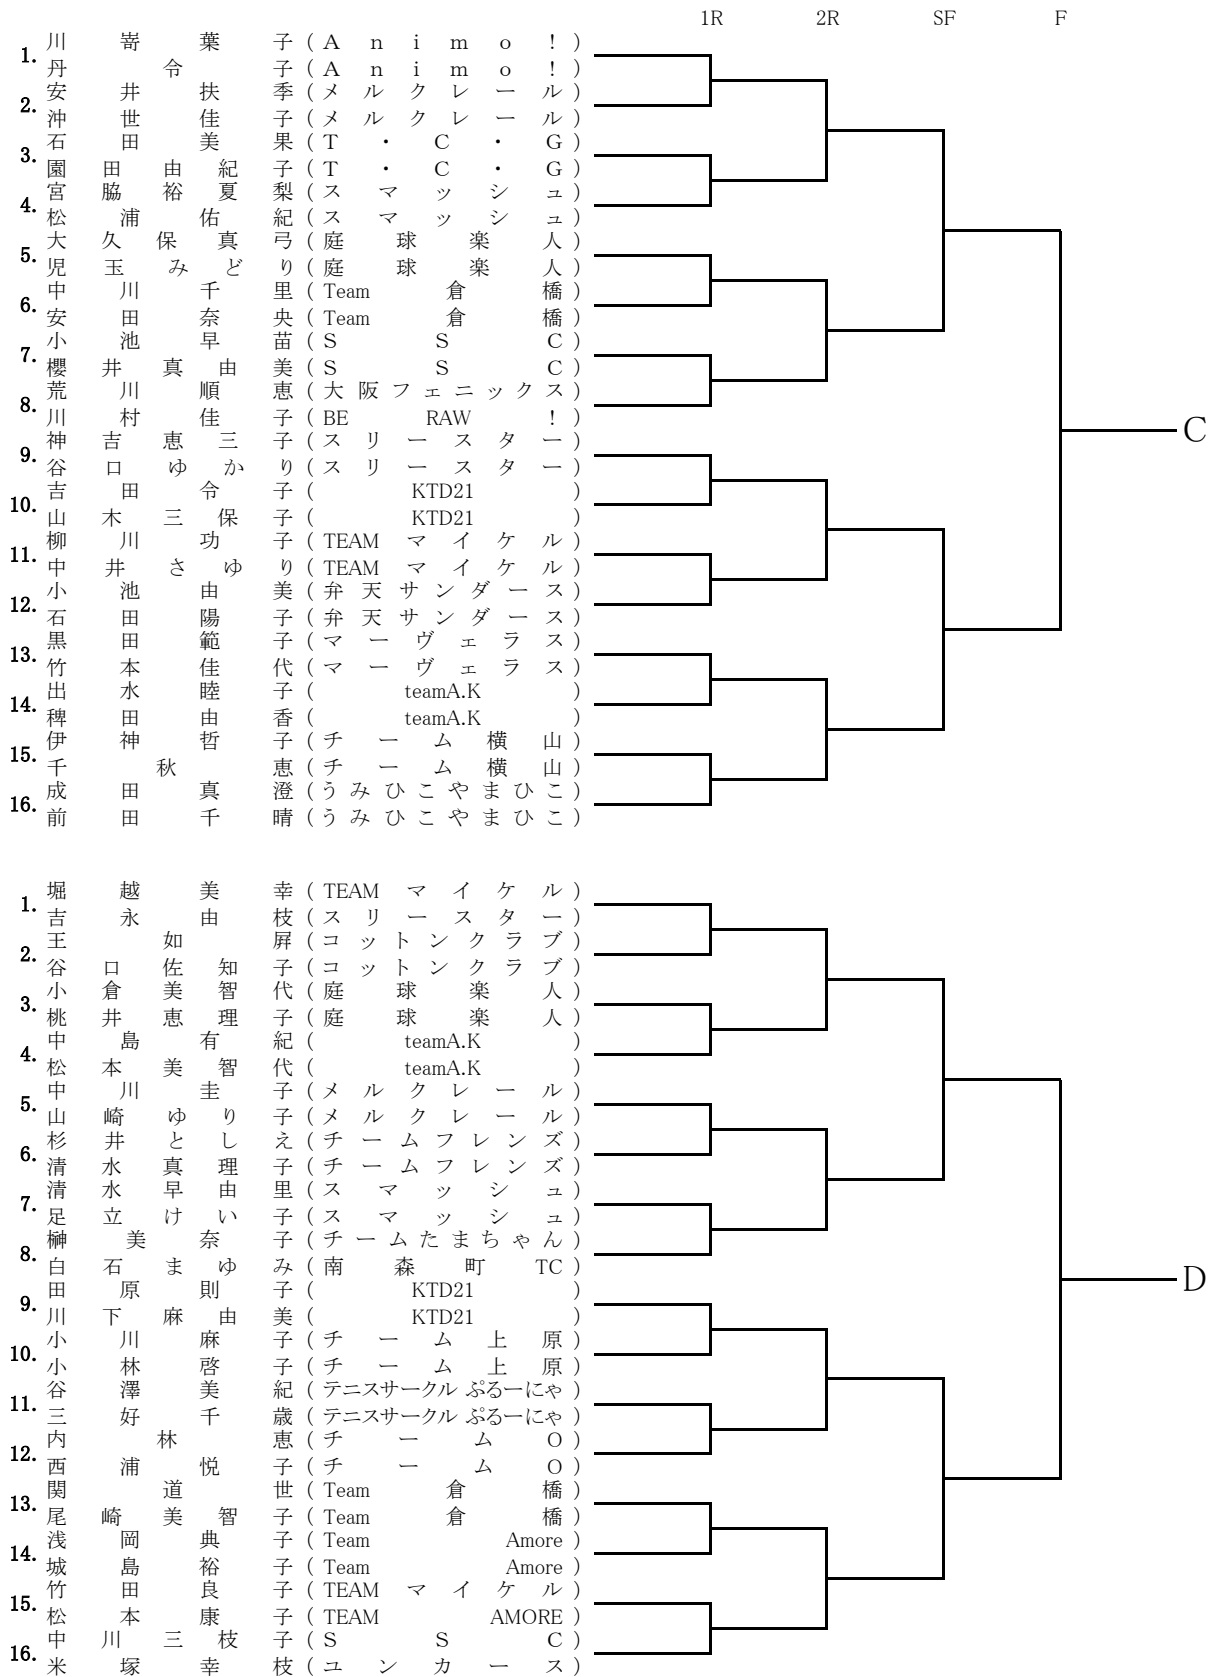 1R 2R SF F
1. 川嵜葉子(Animo!)
丹令子(Animo!)
2. 安井扶季(メルクレール)
沖世佳子(メルクレール)
3. 石田美果(T・C・G)
園田由紀子(T・C・G)
4. 宮脇裕夏梨(スマッシュ)
松浦佑紀(スマッシュ)
5. 大久保真弓(庭球楽人)
児玉みどり(庭球楽人)
6. 中川千里(Team倉橋)
安田奈央(Team倉橋)
7. 小池早苗(SSC)
櫻井真由美(SSC)
8. 荒川順恵(大阪フェニックス)
川村佳子(BE RAW !)
C
9. 神吉恵三子(スリースター)
谷口ゆかり(スリースター)
10. 吉田令子(KTD21)
山木三保子(KTD21)
11. 柳川功子(TEAMマイケル)
中井さゆり(TEAMマイケル)
12. 小池由美(弁天サンダース)
石田陽子(弁天サンダース)
13. 黒田範子(マーヴェラス)
竹本佳代(マーヴェラス)
14. 出水睦子(teamA.K)
稗田由香(teamA.K)
15. 伊神哲子(チーム横山)
千秋恵(チーム横山)
16. 成田真澄(うみひこやまひこ)
前田千晴(うみひこやまひこ)
1. 堀越美幸(TEAMマイケル)
吉永由枝(スリースター)
2. 王如屏(コットンクラブ)
谷口佐知子(コットンクラブ)
3. 小倉美智代(庭球楽人)
桃井恵理子(庭球楽人)
4. 中島有紀(teamA.K)
松本美智代(teamA.K)
5. 中川圭子(メルクレール)
山崎ゆり子(メルクレール)
6. 杉井としえ(チームフレンズ)
清水真理子(チームフレンズ)
7. 清水早由里(スマッシュ)
足立けい子(スマッシュ)
8. 榊美奈子(チームたまちゃん)
白石まゆみ(南森町TC)
D
9. 田原則子(KTD21)
川下麻由美(KTD21)
10. 小川麻子(チーム上原)
小林啓子(チーム上原)
11. 谷澤美紀(テニスサークル ぷるーにゃ)
三好千歳(テニスサークル ぷるーにゃ)
12. 内林恵(チームO)
西浦悦子(チームO)
13. 関道世(Team倉橋)
尾崎美智子(Team倉橋)
14. 浅岡典子(Team Amore)
城島裕子(Team Amore)
15. 竹田良子(TEAMマイケル)
松本康子(TEAM AMORE)
16. 中川三枝子(SSC)
米塚幸枝(ユンカース)